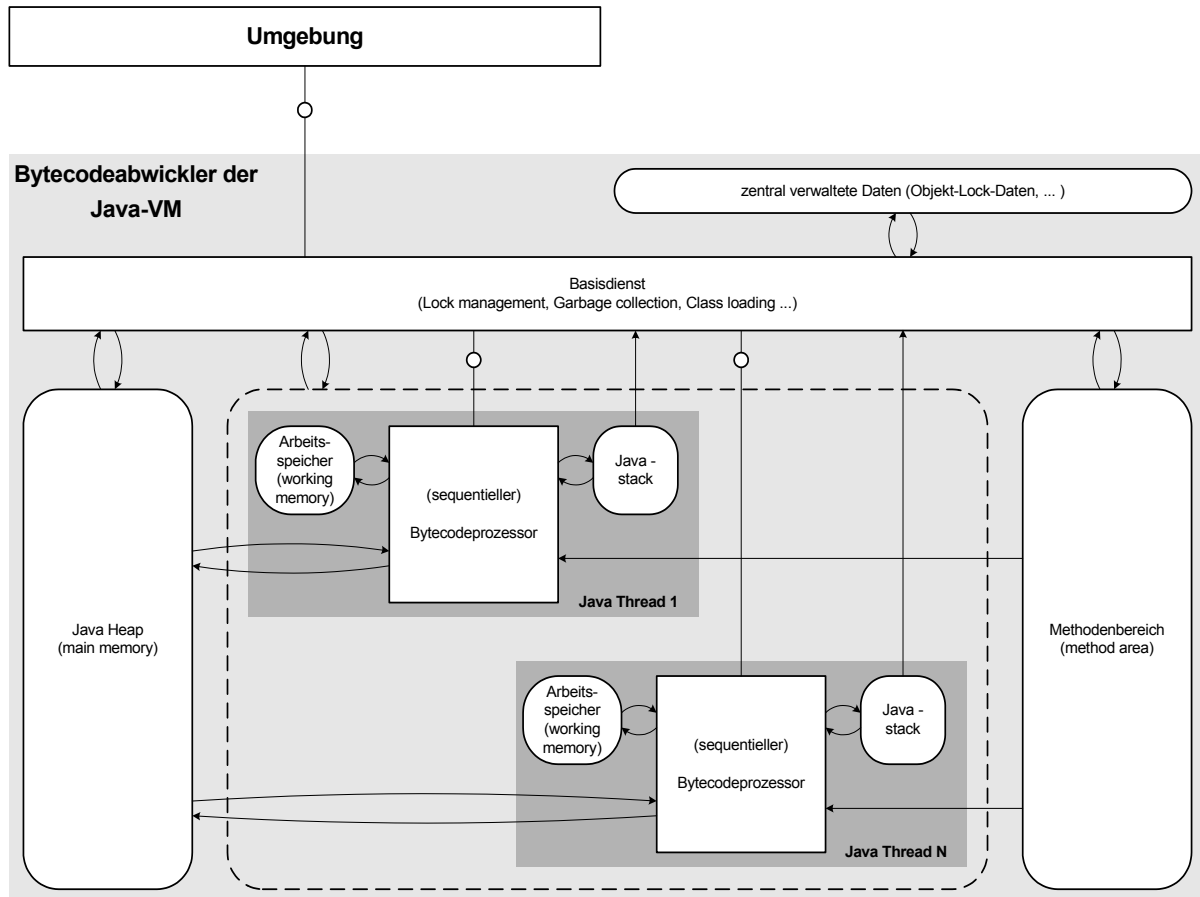 Umgebung
Bytecodeabwickler der
Java-VM
zentral verwaltete Daten (Objekt-Lock-Daten, ... )
Basisdienst
(Lock management, Garbage collection, Class loading ...)
Arbeits-
speicher
(working
memory)
(sequentieller)
Bytecodeprozessor
Java -
stack
Java Thread 1
Java Heap
(main memory)
Methodenbereich
(method area)
Arbeits-
speicher
(working
memory)
(sequentieller)
Bytecodeprozessor
Java -
stack
Java Thread N